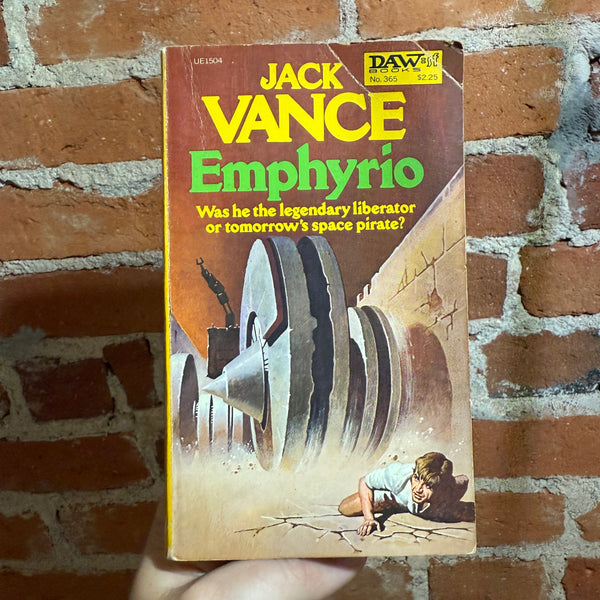 UE1504
DAW sf
BOOKS
No. 365 $2.25
JACK
VANCE
Emphyrio
Was he the legendary liberator
or tomorrow's space pirate?